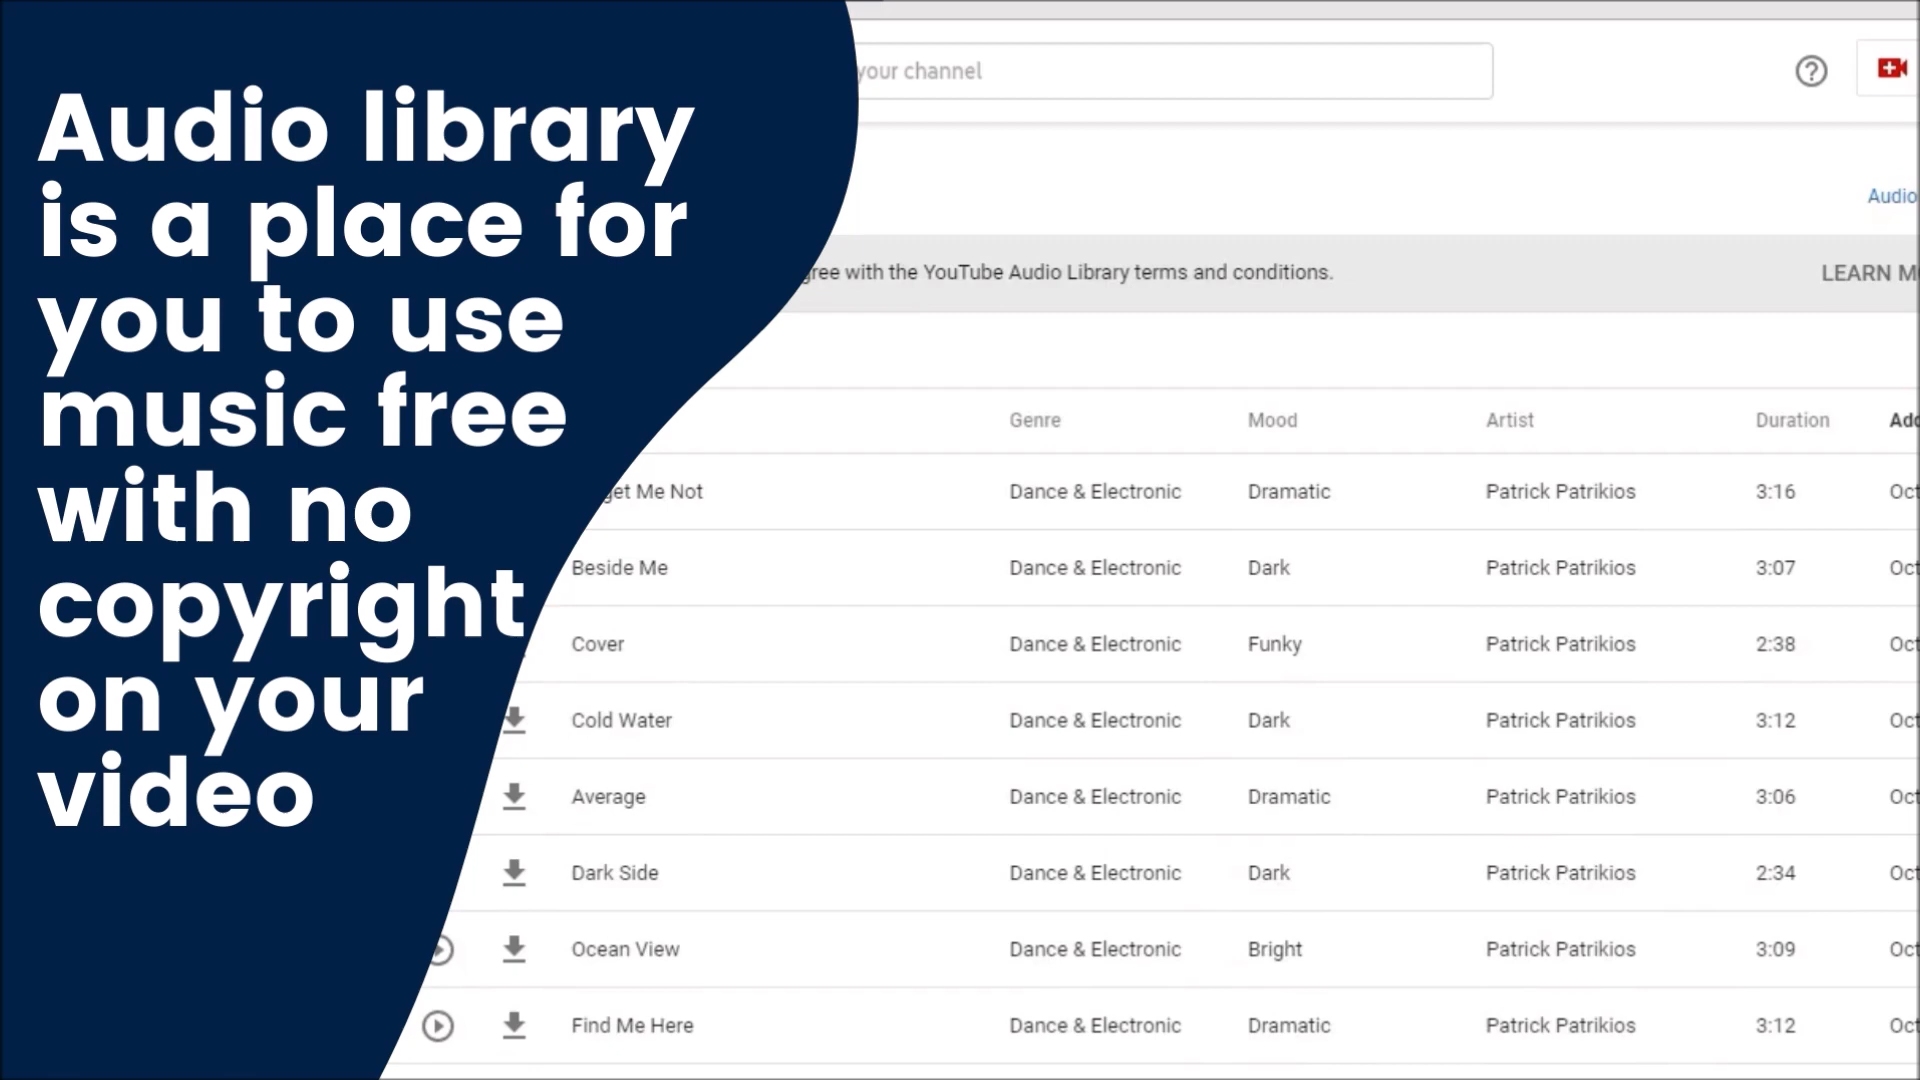 Audio library
is a place for
you to use
music free
with no
copyright
on your
video
your channel
Audio
gree with the YouTube Audio Library terms and conditions.
LEARN
Genre Mood Artist Duration
get Me Not Dance & Electronic Dramatic Patrick Patrikios 3:16 Oct
Beside Me Dance & Electronic Dark Patrick Patrikios 3:07 Oct
Cover Dance & Electronic Funky Patrick Patrikios 2:38 Oct
Cold Water Dance & Electronic Dark Patrick Patrikios 3:12 Oct
Average Dance & Electronic Dramatic Patrick Patrikios 3:06 Oct
Dark Side Dance & Electronic Dark Patrick Patrikios 2:34 Oct
Ocean View Dance & Electronic Bright Patrick Patrikios 3:09 Oct
Find Me Here Dance & Electronic Dramatic Patrick Patrikios 3:12 Oct